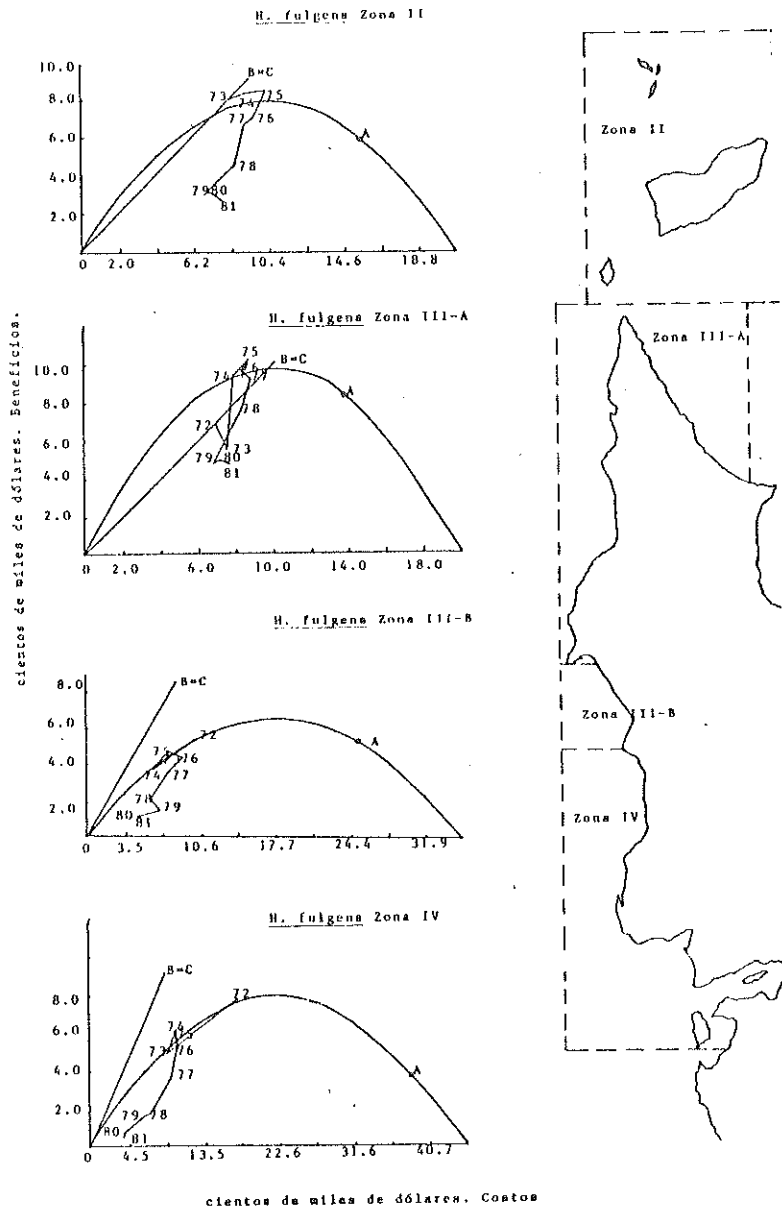 H. fulgens Zona II
10.0
8.0
6.0
4.0
2.0
B=C
73
74
75
77
76
78
7980
81
A
0 2.0 6.2 10.4 14.6 18.8
Zona II
cientos de miles de dólares. Beneficios.
H. fulgens Zona III-A
10.0
8.0
6.0
4.0
2.0
75
B=C
74
76
78
72
73
79
80
81
A
0 2.0 6.0 10.0 14.0 18.0
Zona III-A
H. fulgens Zona III-B
8.0
6.0
4.0
2.0
B=C
72
74
76
77
78
79
80
81
A
0 3.5 10.6 17.7 24.4 31.9
Zona III-B
H. fulgens Zona IV
8.0
6.0
4.0
2.0
B=C
72
74
73
76
77
79
78
80
81
A
0 4.5 13.5 22.6 31.6 40.7
Zona IV
cientos de miles de dólares. Costos